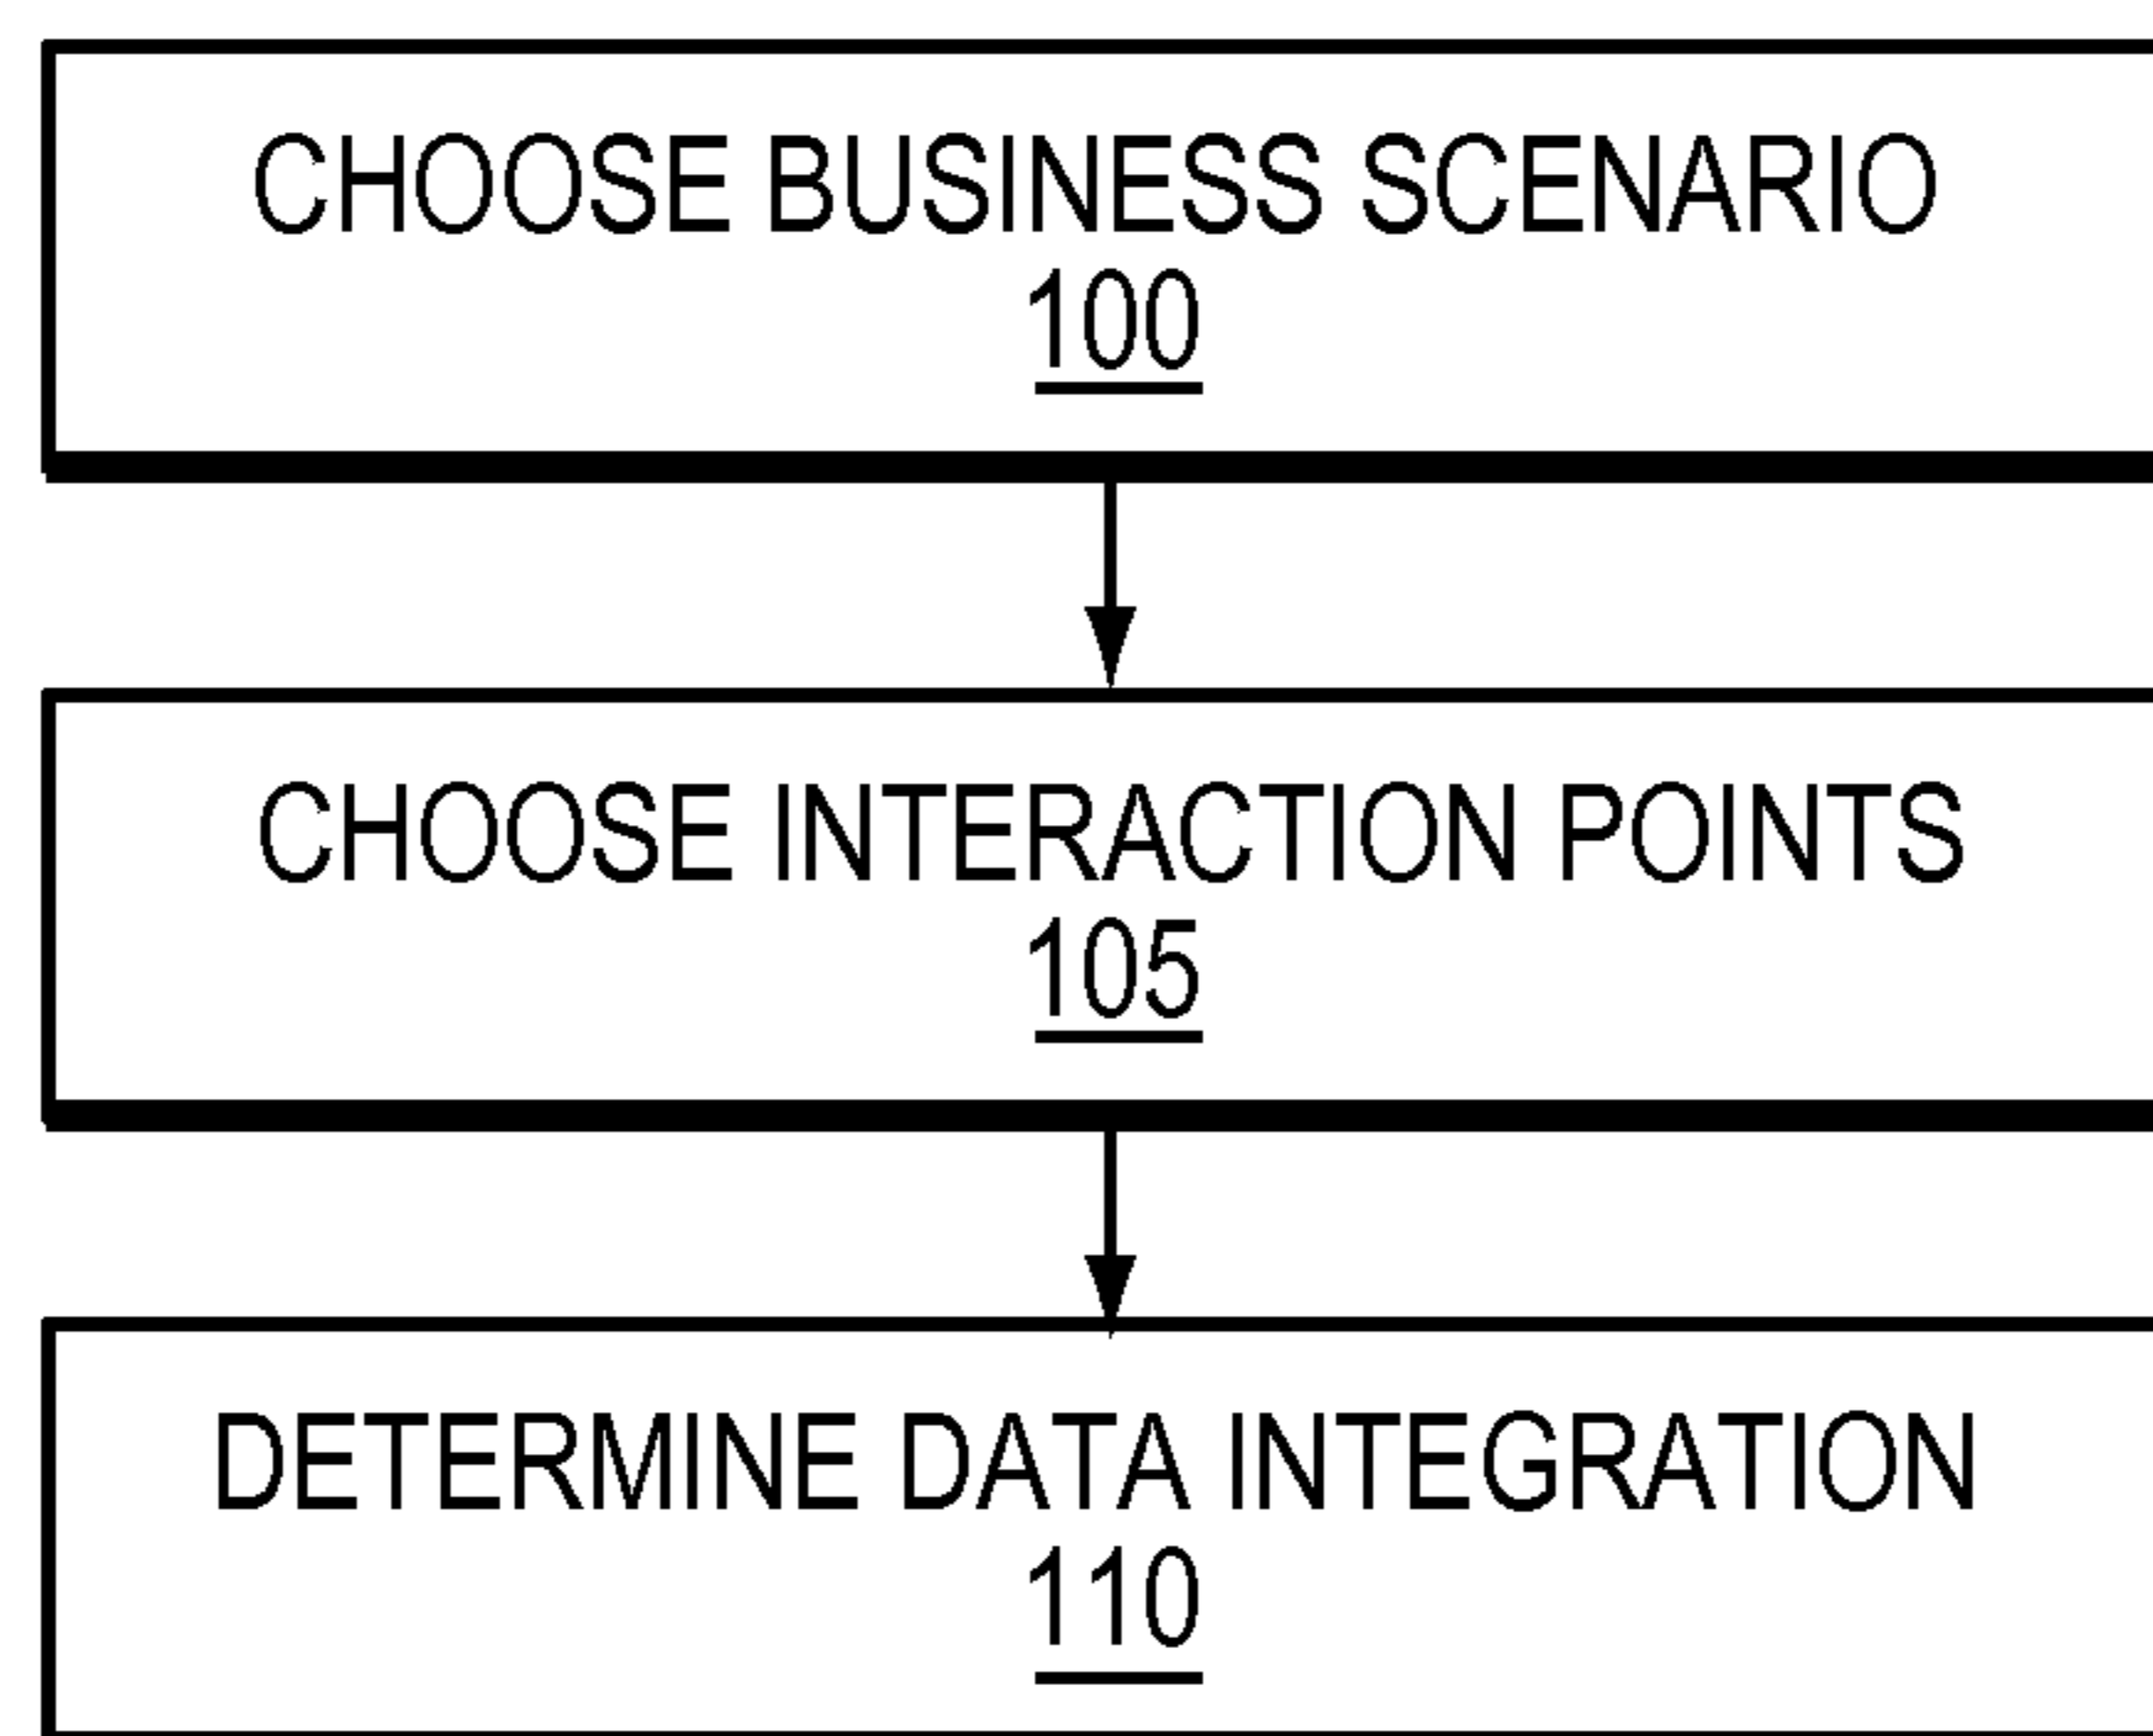 CHOOSE BUSINESS SCENARIO
100
CHOOSE INTERACTION POINTS
105
DETERMINE DATA INTEGRATION
110